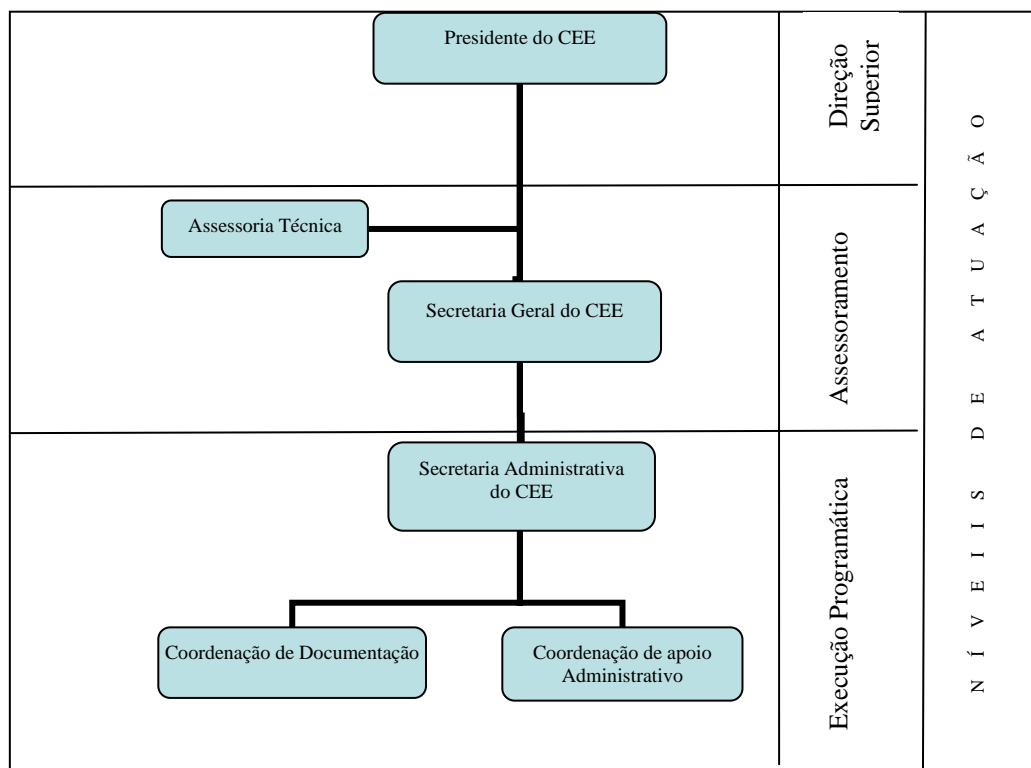 Presidente do CEE
Direção
Superior
Assessoria Técnica
Secretaria Geral do CEE
Assessoramento
Secretaria Administrativa
do CEE
Coordenação de Documentação
Coordenação de apoio
Administrativo
Execução Programática
N Í V E I I S D E A T U A Ç Ã O